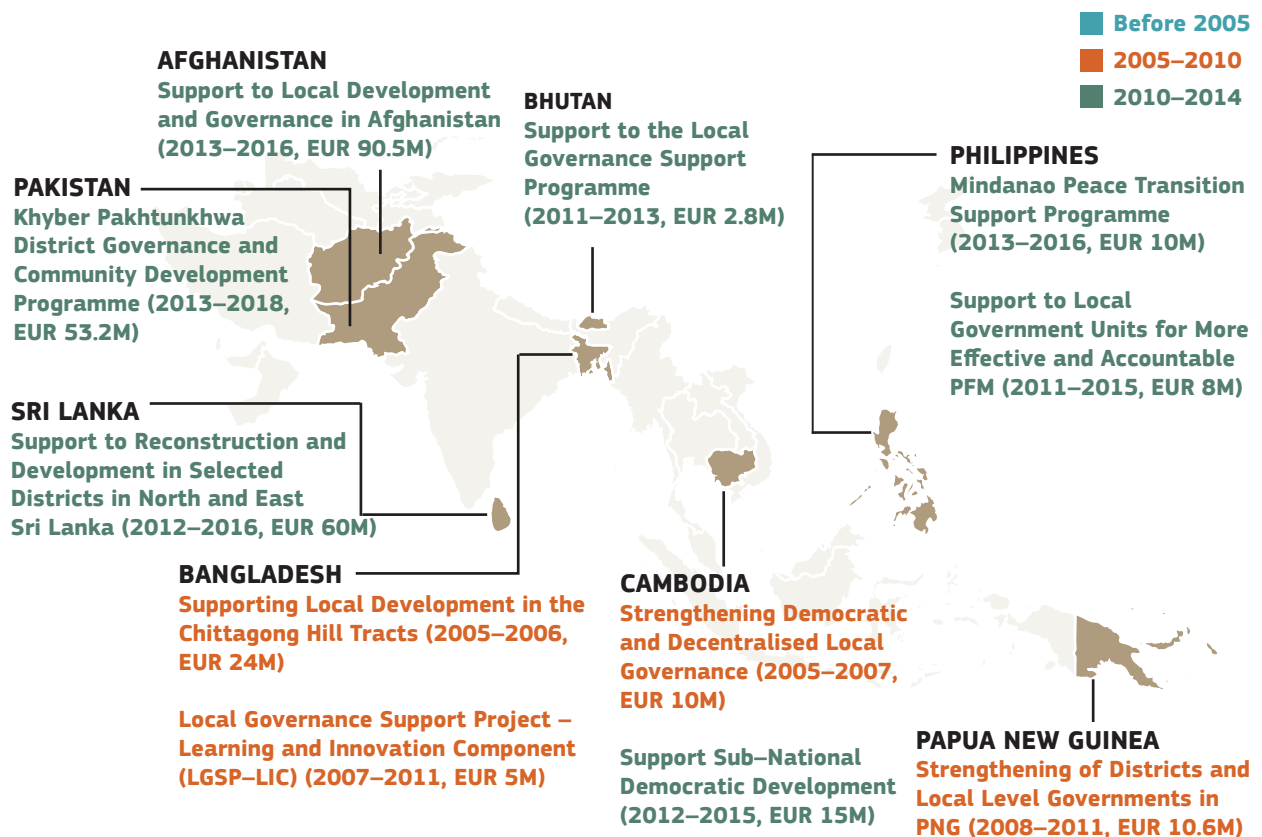 Before 2005
2005–2010
2010–2014
AFGHANISTAN
Support to Local Development
and Governance in Afghanistan
(2013–2016, EUR 90.5M)
BHUTAN
Support to the Local
Governance Support
Programme
(2011–2013, EUR 2.8M)
PHILIPPINES
Mindanao Peace Transition
Support Programme
(2013–2016, EUR 10M)
Support to Local
Government Units for More
Effective and Accountable
PFM (2011–2015, EUR 8M)
PAKISTAN
Khyber Pakhtunkhwa
District Governance and
Community Development
Programme (2013–2018,
EUR 53.2M)
SRI LANKA
Support to Reconstruction and
Development in Selected
Districts in North and East
Sri Lanka (2012–2016, EUR 60M)
BANGLADESH
Supporting Local Development in the
Chittagong Hill Tracts (2005–2006,
EUR 24M)
Local Governance Support Project –
Learning and Innovation Component
(LGSP–LIC) (2007–2011, EUR 5M)
CAMBODIA
Strengthening Democratic
and Decentralised Local
Governance (2005–2007,
EUR 10M)
Support Sub–National
Democratic Development
(2012–2015, EUR 15M)
PAPUA NEW GUINEA
Strengthening of Districts and
Local Level Governments in
PNG (2008–2011, EUR 10.6M)